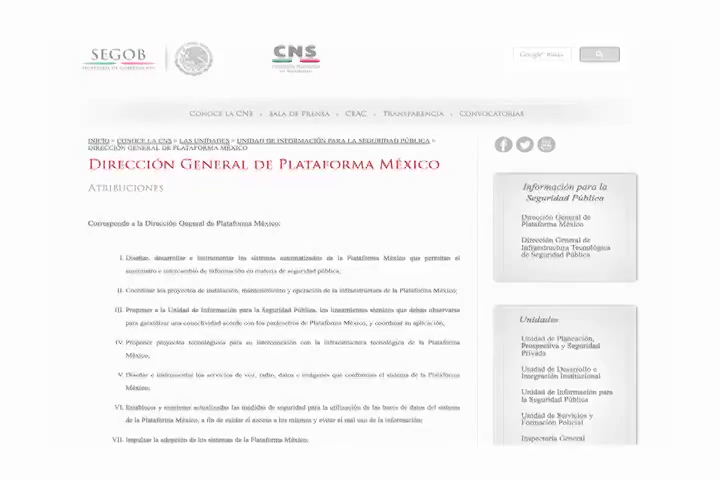 SEGOB
SECRETARÍA DE GOBERNACIÓN
CNS
COMISIÓN NACIONAL
DE SEGURIDAD
Google
Conoce la CNS
Sala de Prensa
CEAC
Transparencia
Convocatorias
INICIO > CONOCE LA CNS > LAS UNIDADES > UNIDAD DE INFORMACIÓN PARA LA SEGURIDAD PÚBLICA >
DIRECCIÓN GENERAL DE PLATAFORMA MÉXICO
Dirección General de Plataforma México
Atribuciones
Corresponde a la Dirección General de Plataforma México:
I. Diseñar, desarrollar e instrumentar los sistemas automatizados de la Plataforma México que permitan el
suministro e intercambio de información en materia de seguridad pública;
II. Coordinar los proyectos de instalación, mantenimiento y operación de la infraestructura de la Plataforma México;
III. Proponer a la Unidad de Información para la Seguridad Pública, los lineamientos técnicos que deban observarse
para garantizar una conectividad acorde con los parámetros de Plataforma México, y coordinar su aplicación;
IV. Proponer proyectos tecnológicos para su interconexión con la infraestructura tecnológica de la Plataforma
México;
V. Diseñar e instrumentar los servicios de voz, radio, datos e imágenes que conforman el sistema de la Plataforma
México;
VI. Establecer y mantener actualizadas las medidas de seguridad para la utilización de las bases de datos del sistema
de la Plataforma México, a fin de cuidar el acceso a los mismos y evitar el mal uso de la información;
VII. Impulsar la adopción de los sistemas de la Plataforma México;
Información para la
Seguridad Pública
Dirección General de
Plataforma México
Dirección General de
Infraestructura Tecnológica
de Seguridad Pública
Unidades
Unidad de Planeación,
Prospectiva y Seguridad
Privada
Unidad de Desarrollo e
Integración Institucional
Unidad de Información para
la Seguridad Pública
Unidad de Servicios y
Formación Policial
Inspectoría General